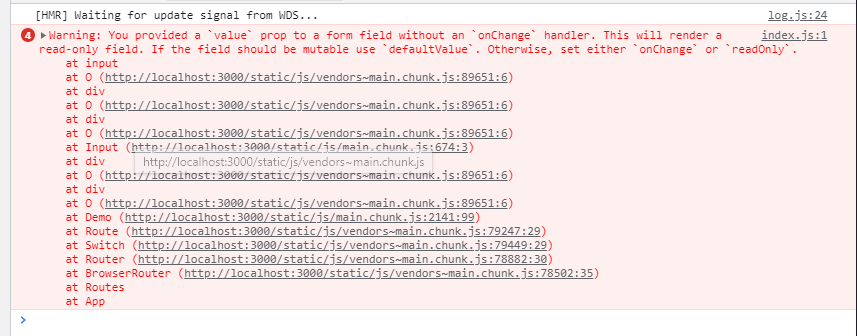 [HMR] Waiting for update signal from WDS... log.js:24
4 ▶Warning: You provided a `value` prop to a form field without an `onChange` handler. This will render a index.js:1
read-only field. If the field should be mutable use `defaultValue`. Otherwise, set either `onChange` or `readOnly`.
at input
at O (http://localhost:3000/static/js/vendors~main.chunk.js:89651:6)
at div
at O (http://localhost:3000/static/js/vendors~main.chunk.js:89651:6)
at div
at O (http://localhost:3000/static/js/vendors~main.chunk.js:89651:6)
at Input (http://localhost:3000/static/js/main.chunk.js:674:3)
at div http://localhost:3000/static/js/vendors~main.chunk.js
at O (http://localhost:3000/static/js/vendors~main.chunk.js:89651:6)
at div
at O (http://localhost:3000/static/js/vendors~main.chunk.js:89651:6)
at Demo (http://localhost:3000/static/js/main.chunk.js:2141:99)
at Route (http://localhost:3000/static/js/vendors~main.chunk.js:79247:29)
at Switch (http://localhost:3000/static/js/vendors~main.chunk.js:79449:29)
at Router (http://localhost:3000/static/js/vendors~main.chunk.js:78882:30)
at BrowserRouter (http://localhost:3000/static/js/vendors~main.chunk.js:78502:35)
at Routes
at App
>